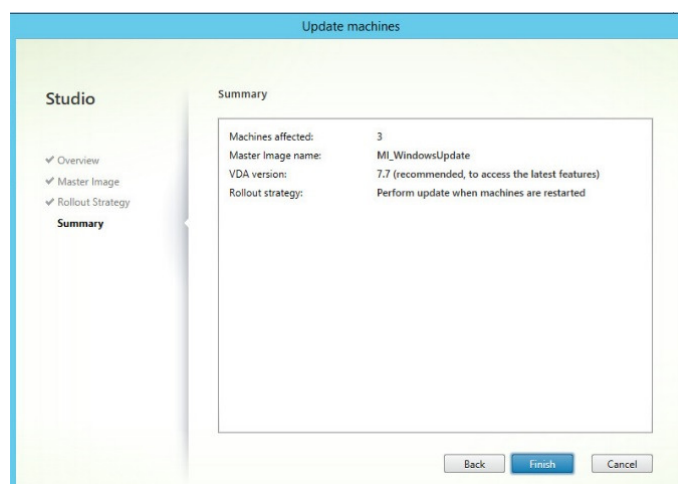 Update machines
Studio
Overview
Master Image
Rollout Strategy
Summary
Summary
Machines affected: 3
Master Image name: MI_WindowsUpdate
VDA version: 7.7 (recommended, to access the latest features)
Rollout strategy: Perform update when machines are restarted
Back Finish Cancel